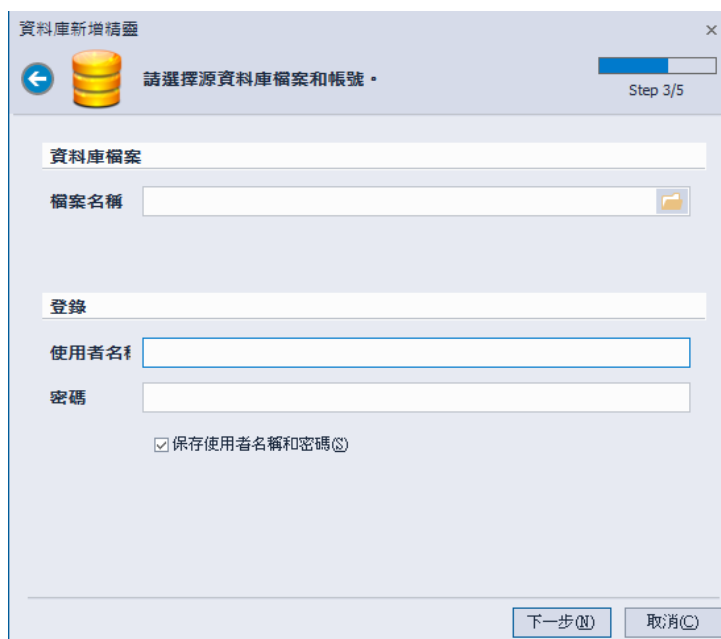 資料庫新增精靈
請選擇源資料庫檔案和帳號。
Step 3/5
資料庫檔案
檔案名稱
登錄
使用者名稱
密碼
保存使用者名稱和密碼(S)
下一步(N)
取消(C)